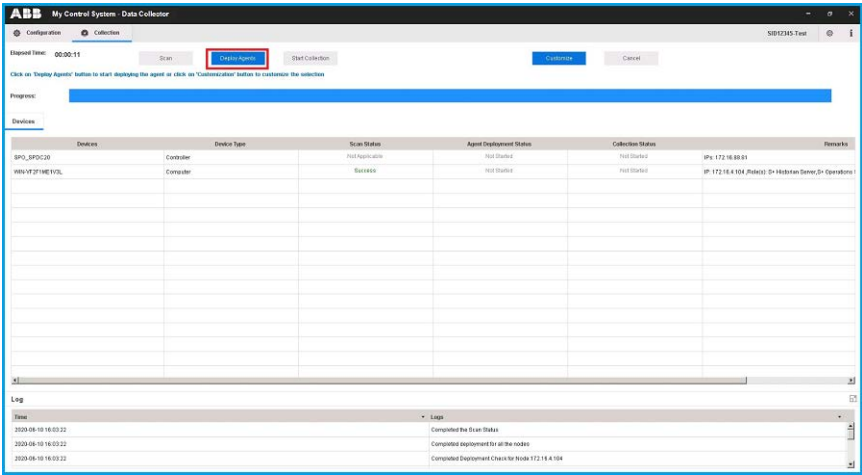 ABB My Control System - Data Collector
Configuration Collection SID12345-Test i
Elapsed Time: 00:00:11 Scan Deploy Agents Start Collection Customize Cancel
Click on 'Deploy Agents' button to start deploying the agent or click on 'Customization' button to customize the selection
Progress:
Devices
Devices Device Type Scan Status Agent Deployment Status Collection Status Remarks
SPO_SPDC20 Controller Not Applicable Not Started Not Started IPs: 172.16.88.81
Computer Success Not Started Not Started IP: 172.16.4.104 /Role(s): S+ Historian Server,S+ Operations
Log
Time Logs
2020-06-10 16:03:22 Completed the Scan Status
2020-06-10 16:03:22 Completed deployment for all the nodes
2020-06-10 16:03:22 Completed Deployment Check for Node 172.16.4.104